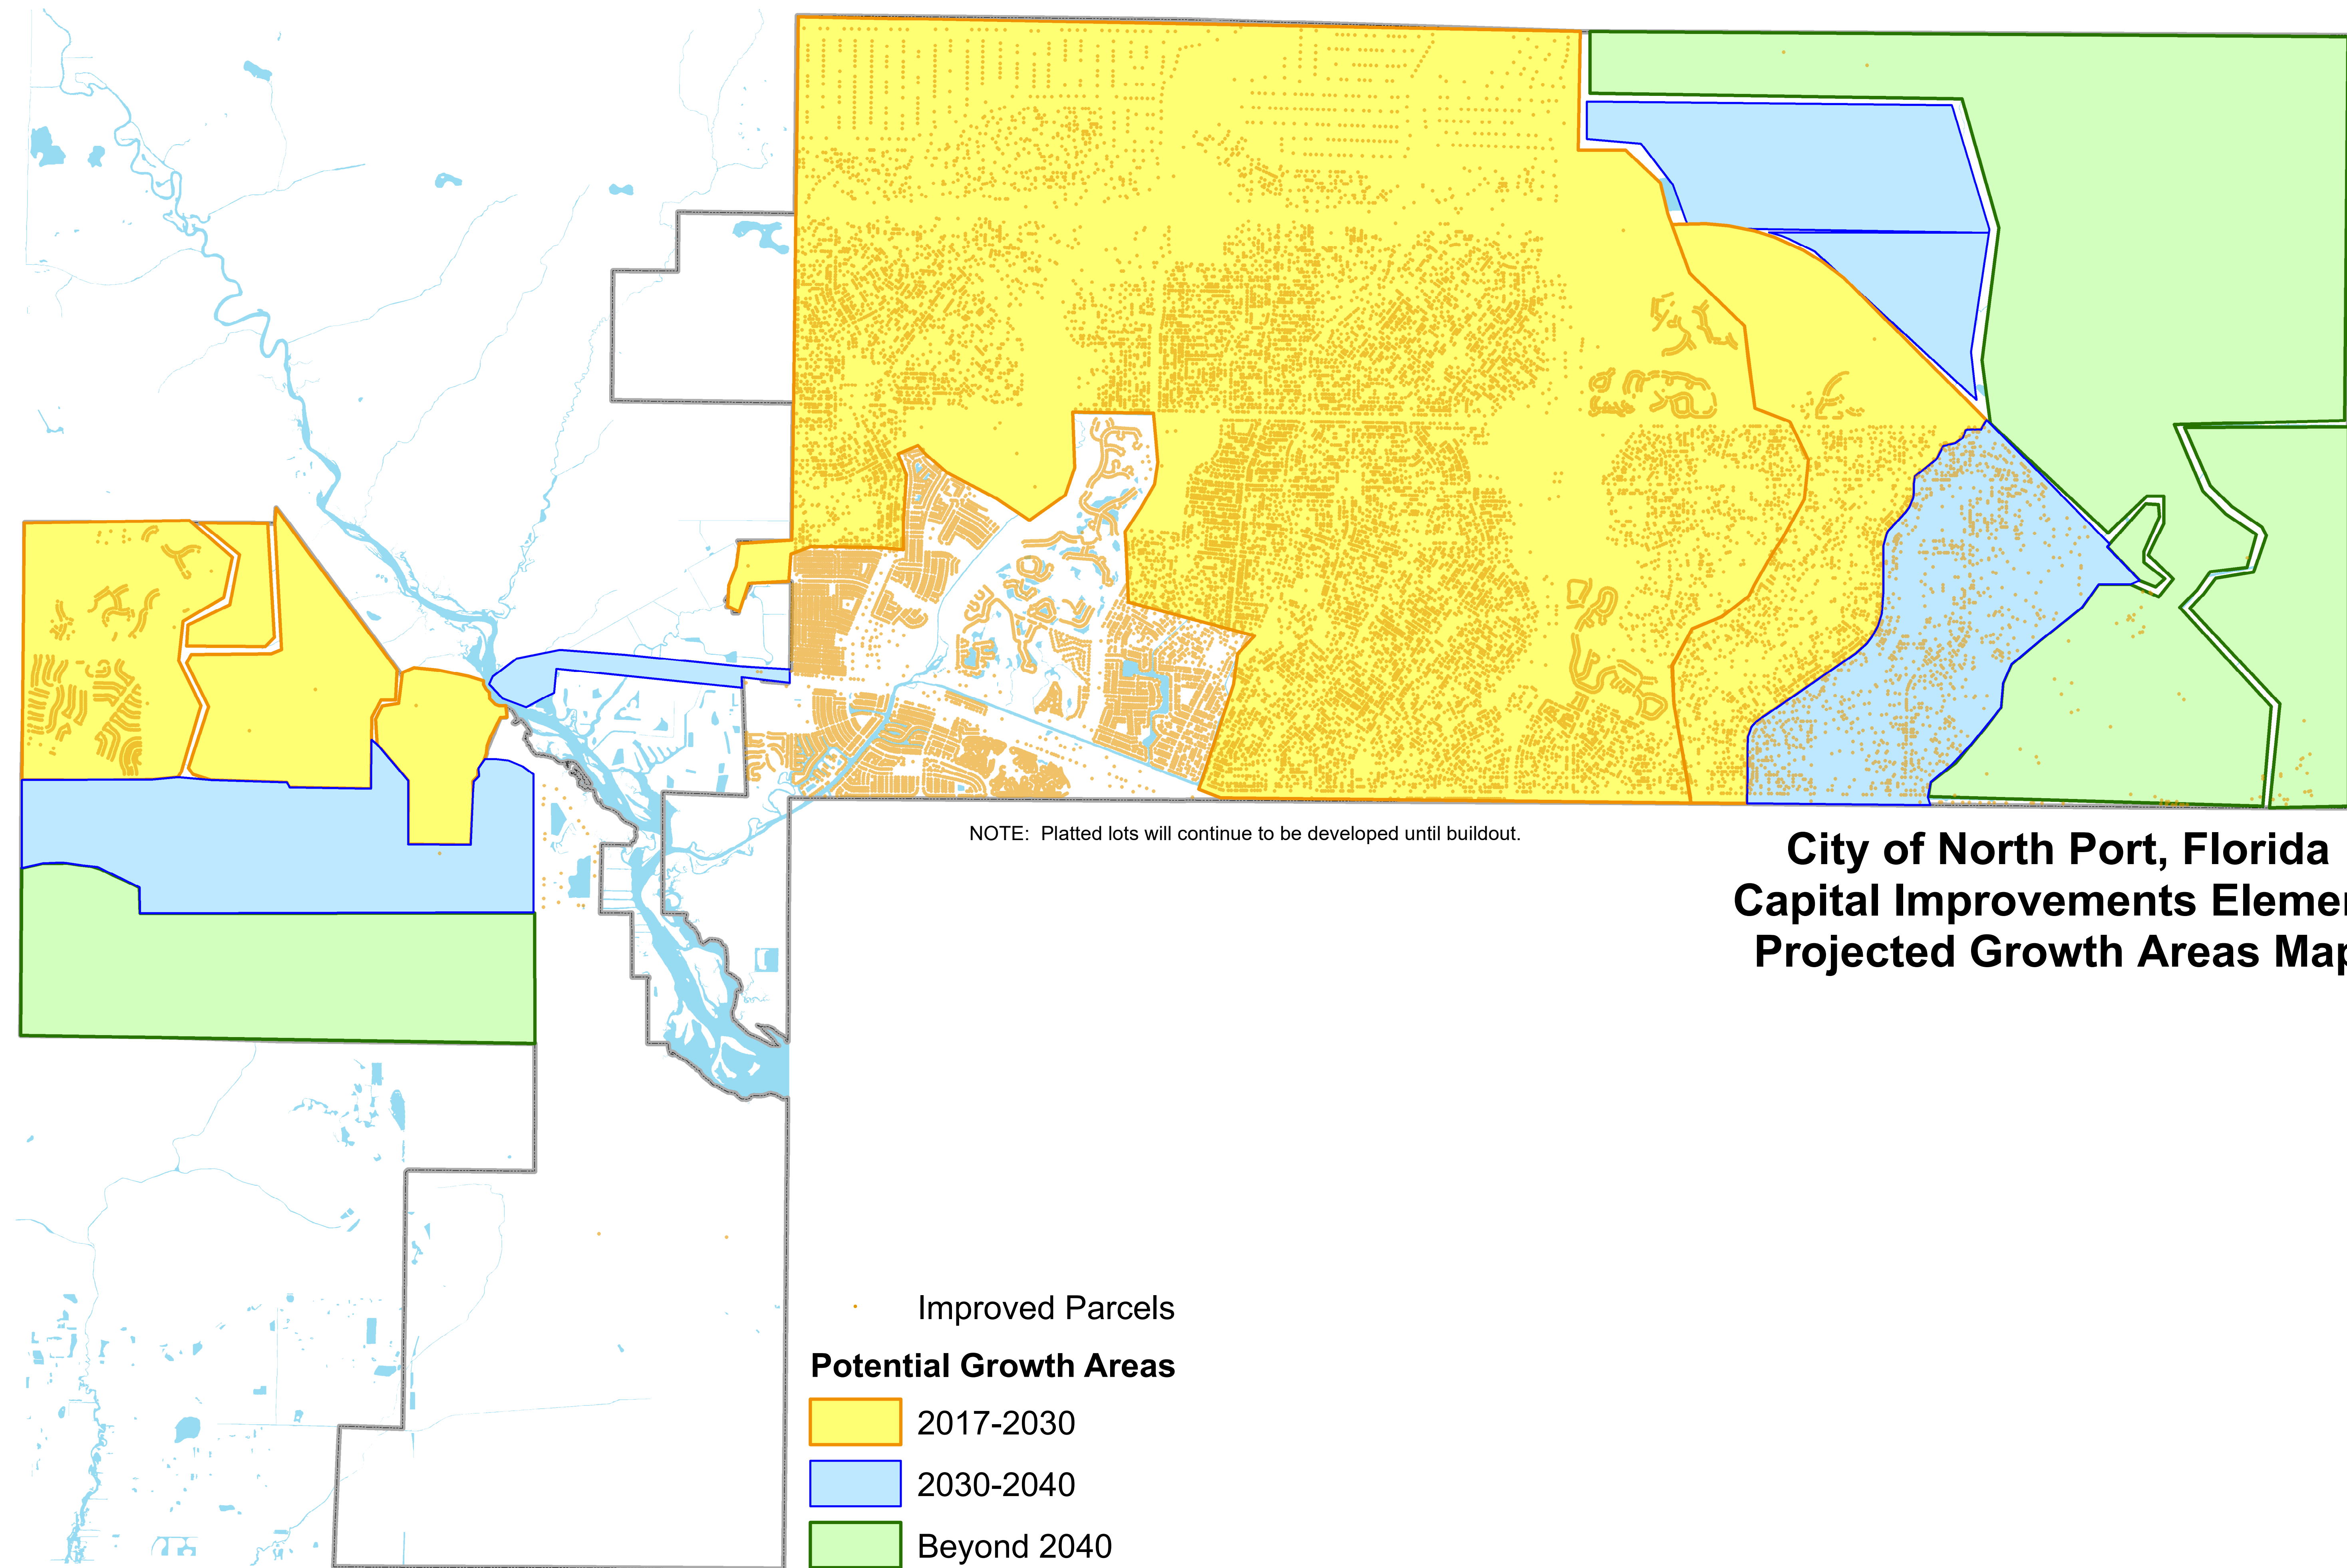 NOTE: Platted lots will continue to be developed until buildout.
City of North Port, Florida
Capital Improvements Elemen
Projected Growth Areas Map
Improved Parcels
Potential Growth Areas
2017-2030
2030-2040
Beyond 2040